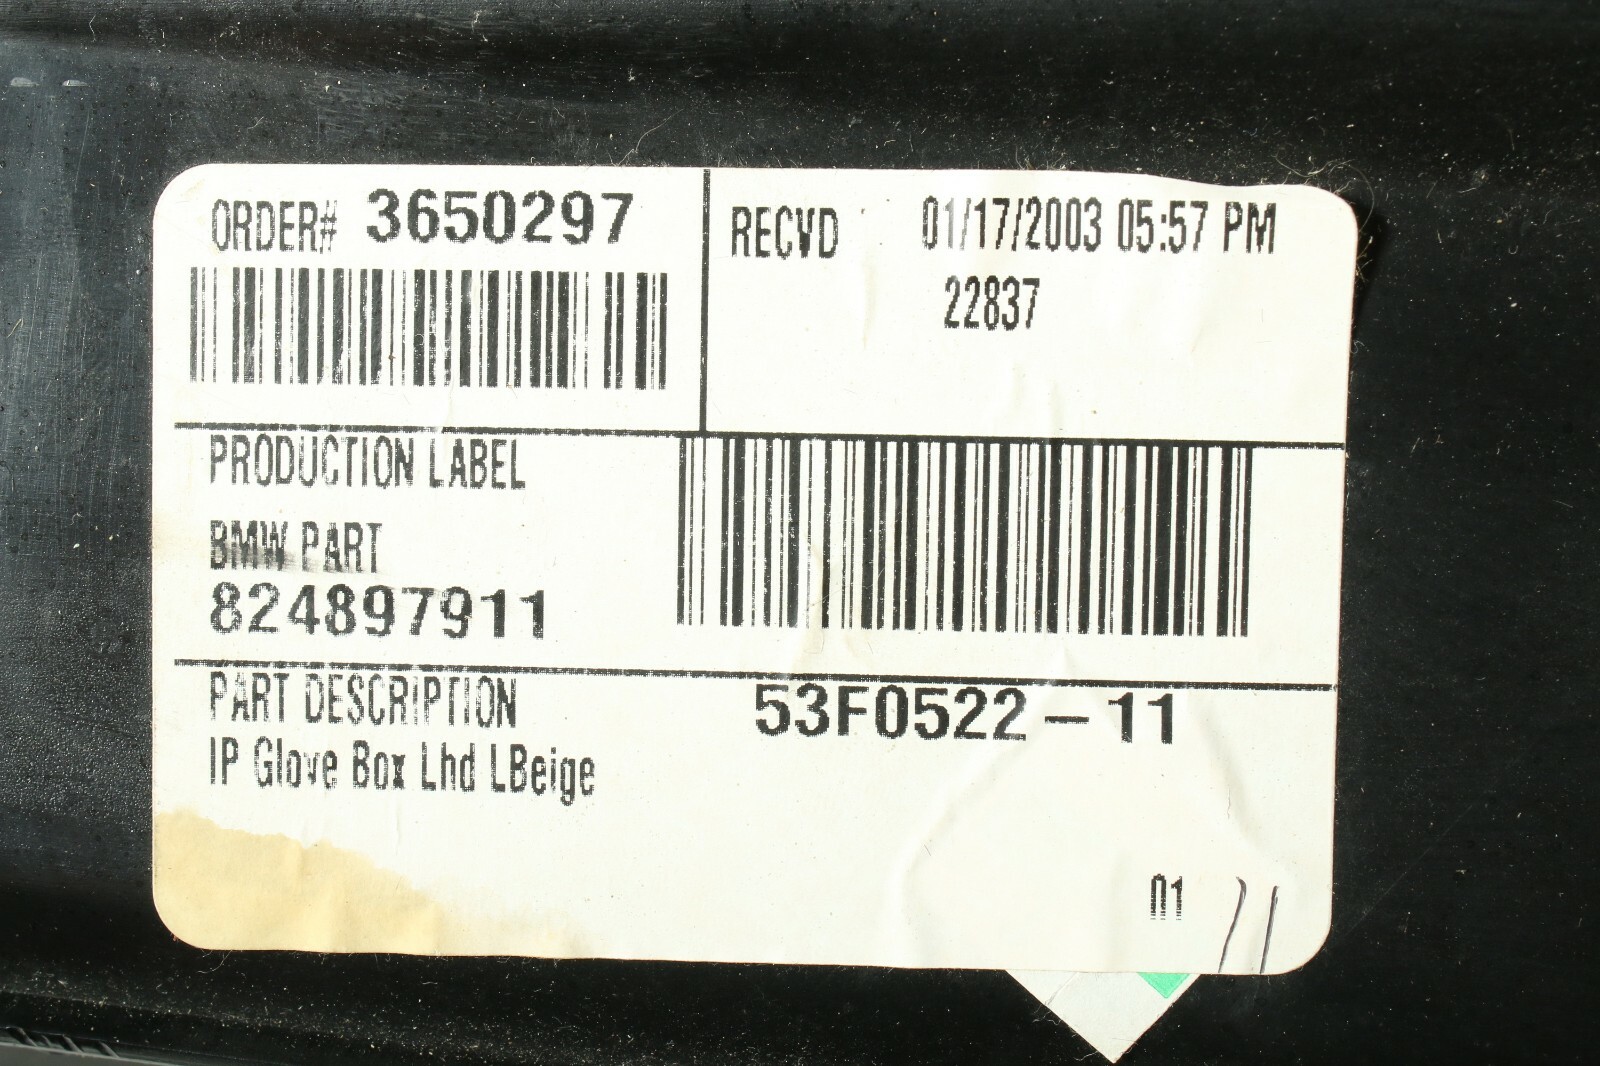 ORDER# 3650297
RECVD 01/17/2003 05:57 PM
22837
PRODUCTION LABEL
BMW PART
824897911
PART DESCRIPTION
53F0522-11
IP Glove Box Lhd LBeige
01